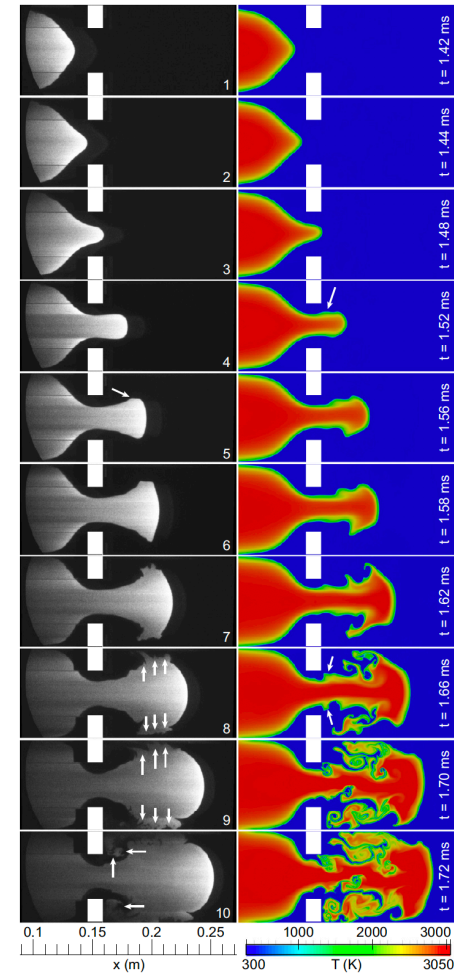 1
t = 1.42 ms
2
t = 1.44 ms
3
t = 1.48 ms
4
t = 1.52 ms
5
t = 1.56 ms
6
t = 1.58 ms
7
t = 1.62 ms
8
t = 1.66 ms
9
t = 1.70 ms
10
t = 1.72 ms
0.1 0.15 0.2 0.25
x (m)
1000 2000 3000
300 T (K) 3050